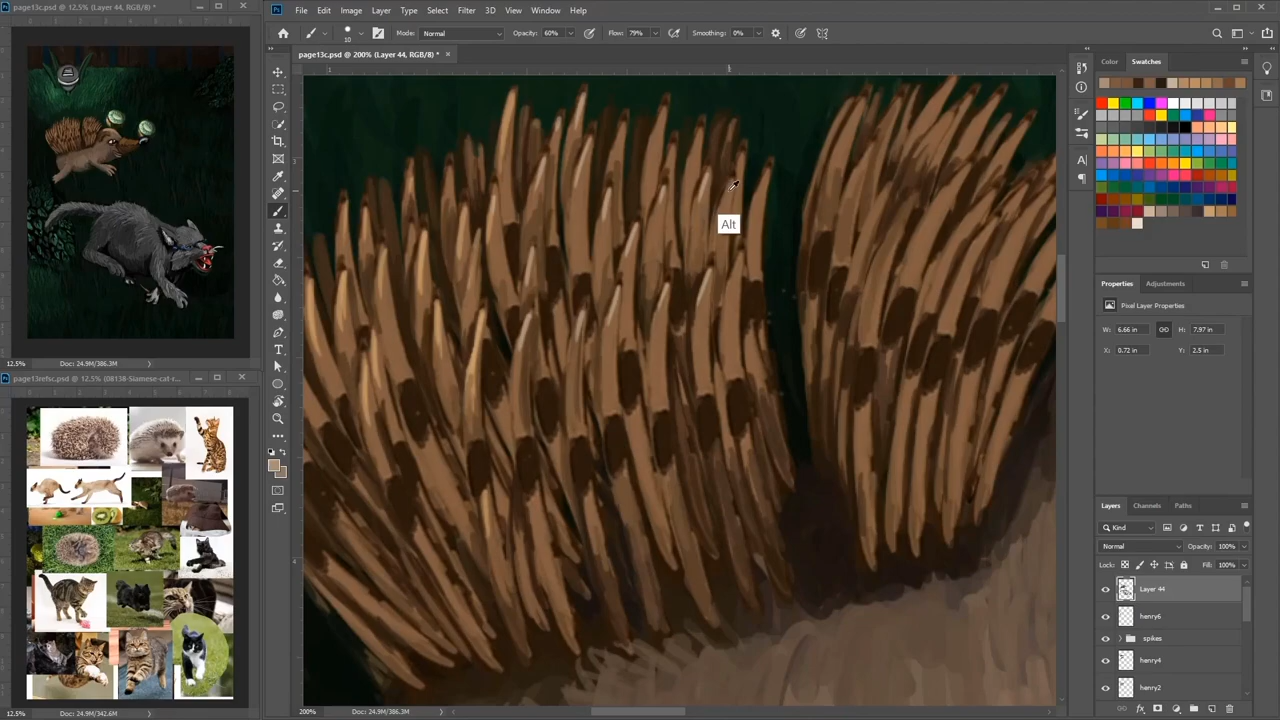 page13c.psd @ 12.5% (Layer 44, RGB/8) *
File Edit Image Layer Type Select Filter 3D View Window Help
10 Mode: Normal Opacity: 60% Flow: 79% Smoothing: 0%
page13c.psd @ 200% (Layer 44, RGB/8) * ×
Color Swatches
Alt
Properties Adjustments
Pixel Layer Properties
W: 6.66 in H: 7.97 in
X: 0.72 in Y: 2.5 in
12.5% Doc: 24.9M/386.3M
page13refsc.psd @ 12.5% (08138-Siamese-cat-r...
Layers Channels Paths
Kind
Normal Opacity: 100%
Lock: Fill: 100%
Layer 44
henry6
spikes
henry4
henry2
12.5% Doc: 24.9M/342.6M
200% Doc: 24.9M/386.3M